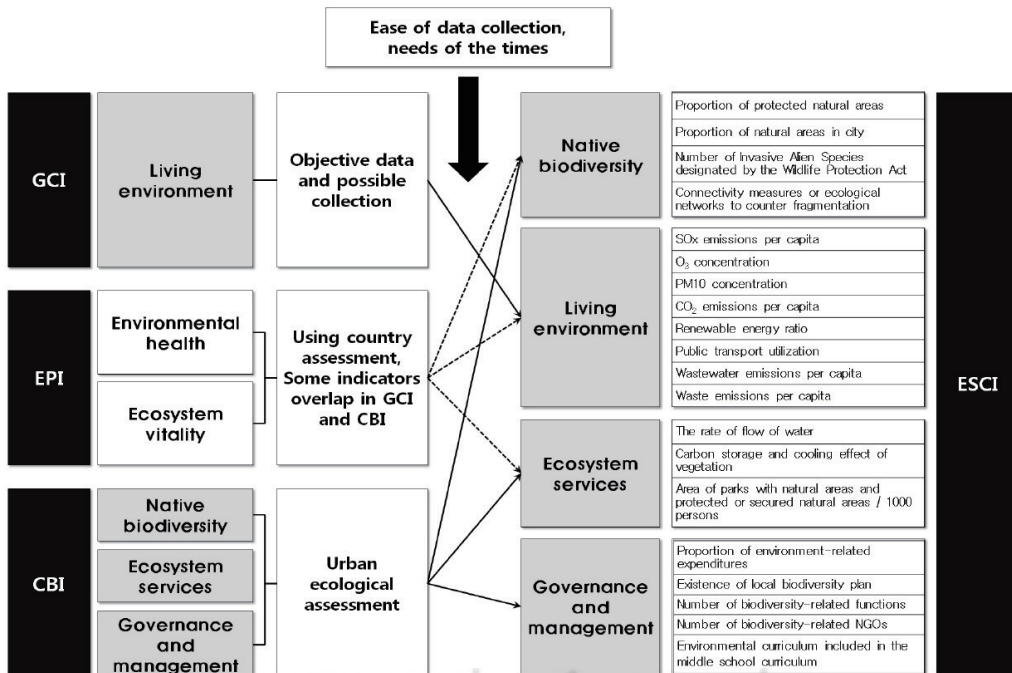 Ease of data collection,
needs of the times
GCI
Living
environment
Objective data
and possible
collection
EPI
Environmental
health
Ecosystem
vitality
Using country
assessment,
Some indicators
overlap in GCI
and CBI
CBI
Native
biodiversity
Ecosystem
services
Governance
and
management
Urban
ecological
assessment
Native
biodiversity
Proportion of protected natural areas
Proportion of natural areas in city
Number of Invasive Alien Species
designated by the Wildlife Protection Act
Connectivity measures or ecological
networks to counter fragmentation
Living
environment
SOx emissions per capita
O₃ concentration
PM10 concentration
CO₂ emissions per capita
Renewable energy ratio
Public transport utilization
Wastewater emissions per capita
Waste emissions per capita
Ecosystem
services
The rate of flow of water
Carbon storage and cooling effect of
vegetation
Area of parks with natural areas and
protected or secured natural areas / 1000
persons
Governance
and
management
Proportion of environment-related
expenditures
Existence of local biodiversity plan
Number of biodiversity-related functions
Number of biodiversity-related NGOs
Environmental curriculum included in the
middle school curriculum
ESCI